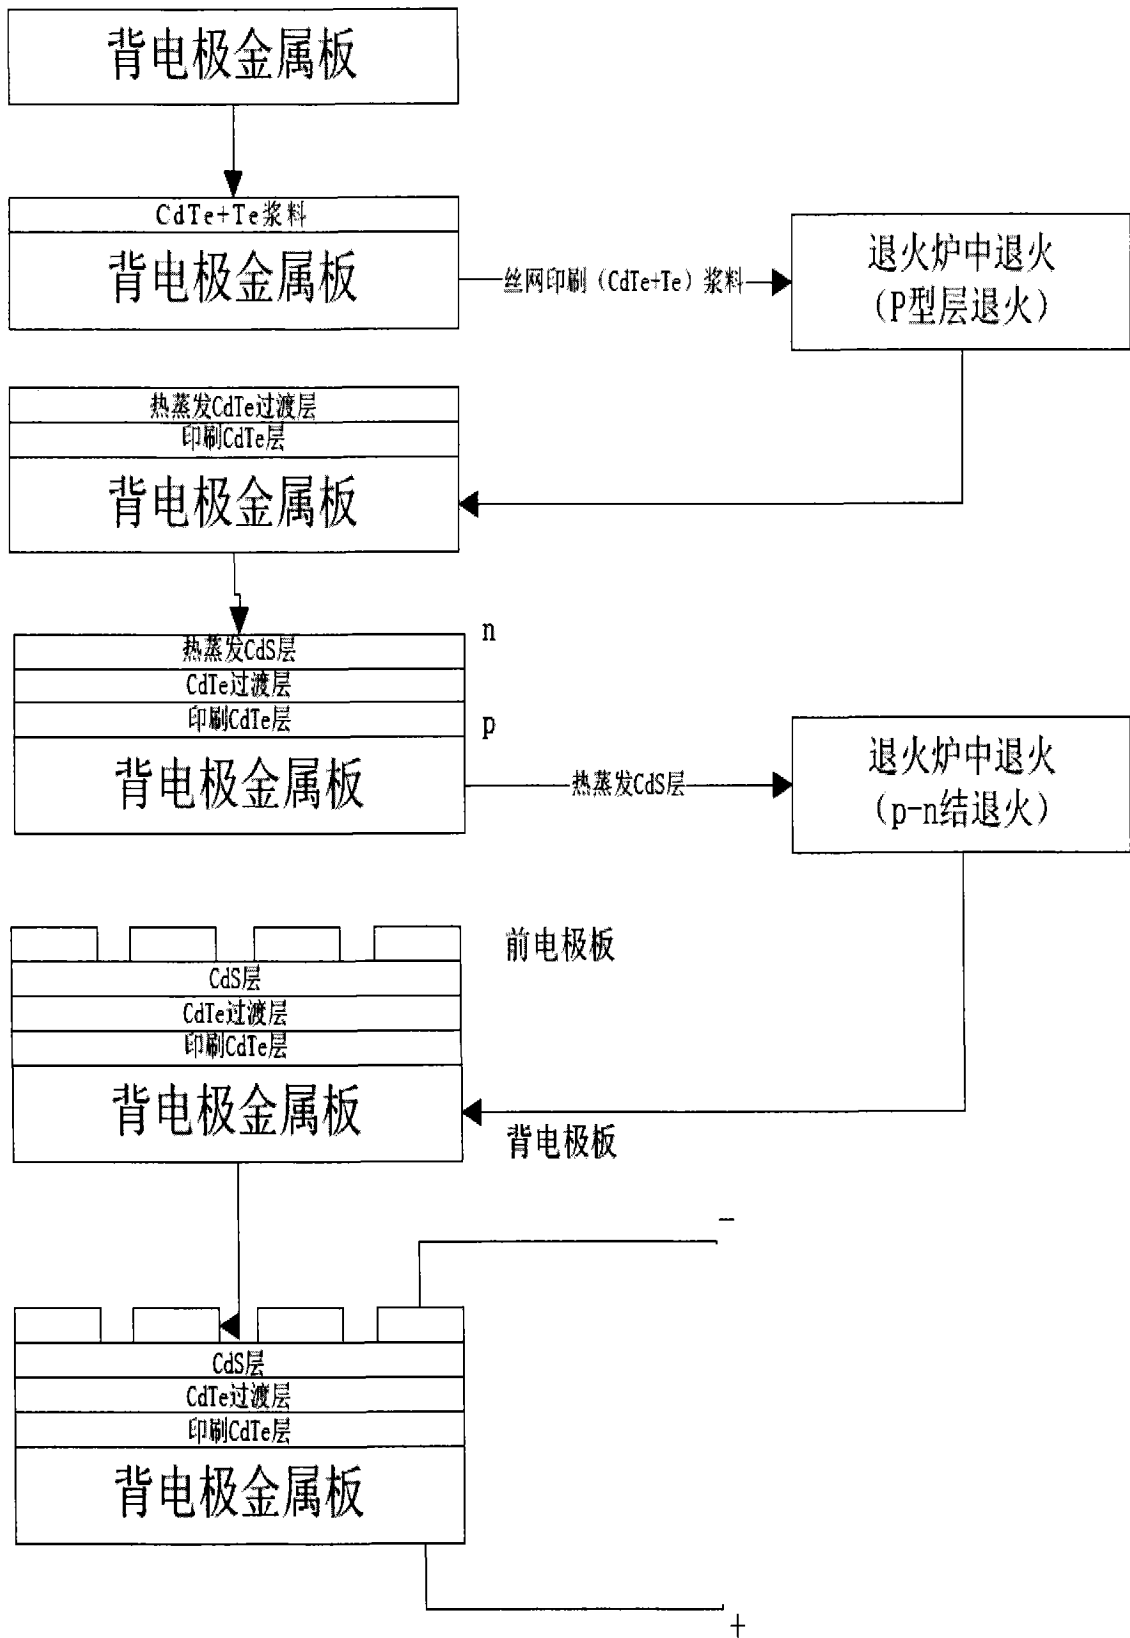 背电极金属板
CdTe+Te浆料
背电极金属板
丝网印刷（CdTe+Te）浆料
退火炉中退火
（P型层退火）
热蒸发CdTe过渡层
印刷CdTe层
背电极金属板
热蒸发CdS层
n
CdTe过渡层
印刷CdTe层
p
背电极金属板
热蒸发CdS层
退火炉中退火
（p-n结退火）
前电极板
CdS层
CdTe过渡层
印刷CdTe层
背电极金属板
背电极板
-
CdS层
CdTe过渡层
印刷CdTe层
背电极金属板
+